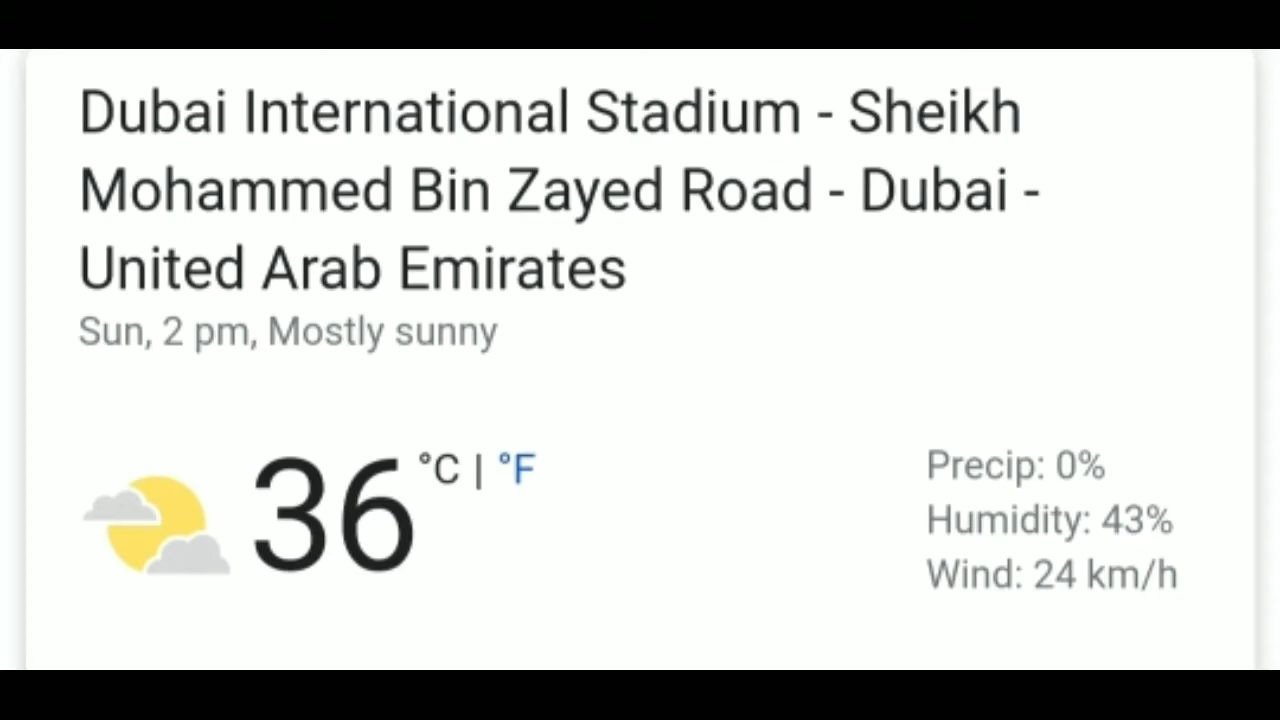 Dubai International Stadium - Sheikh
Mohammed Bin Zayed Road - Dubai -
United Arab Emirates
Sun, 2 pm, Mostly sunny
36 °C | °F
Precip: 0%
Humidity: 43%
Wind: 24 km/h